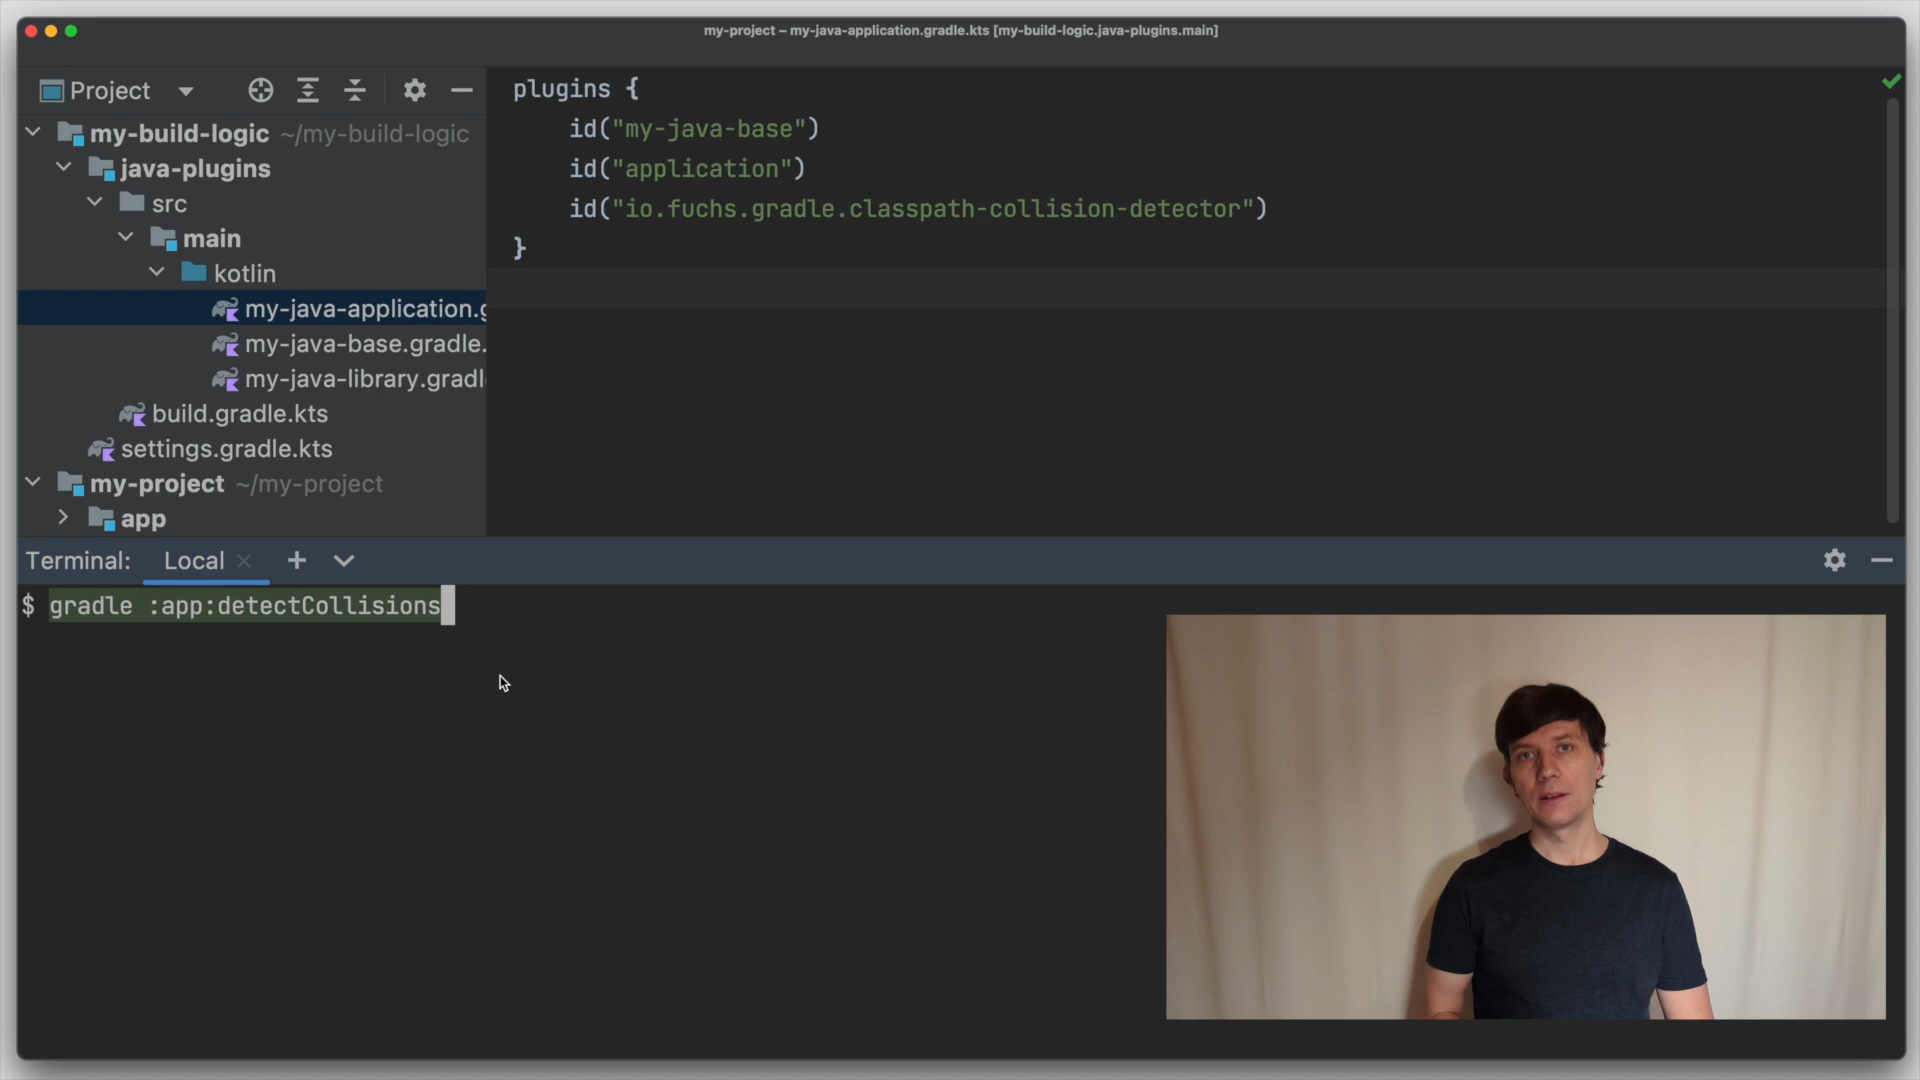 my-project – my-java-application.gradle.kts [my-build-logic.java-plugins.main]
Project
my-build-logic ~/my-build-logic
java-plugins
src
main
kotlin
my-java-application.g
my-java-base.gradle.
my-java-library.gradl
build.gradle.kts
settings.gradle.kts
my-project ~/my-project
app
plugins {
id("my-java-base")
id("application")
id("io.fuchs.gradle.classpath-collision-detector")
}
Terminal: Local
$ gradle :app:detectCollisions